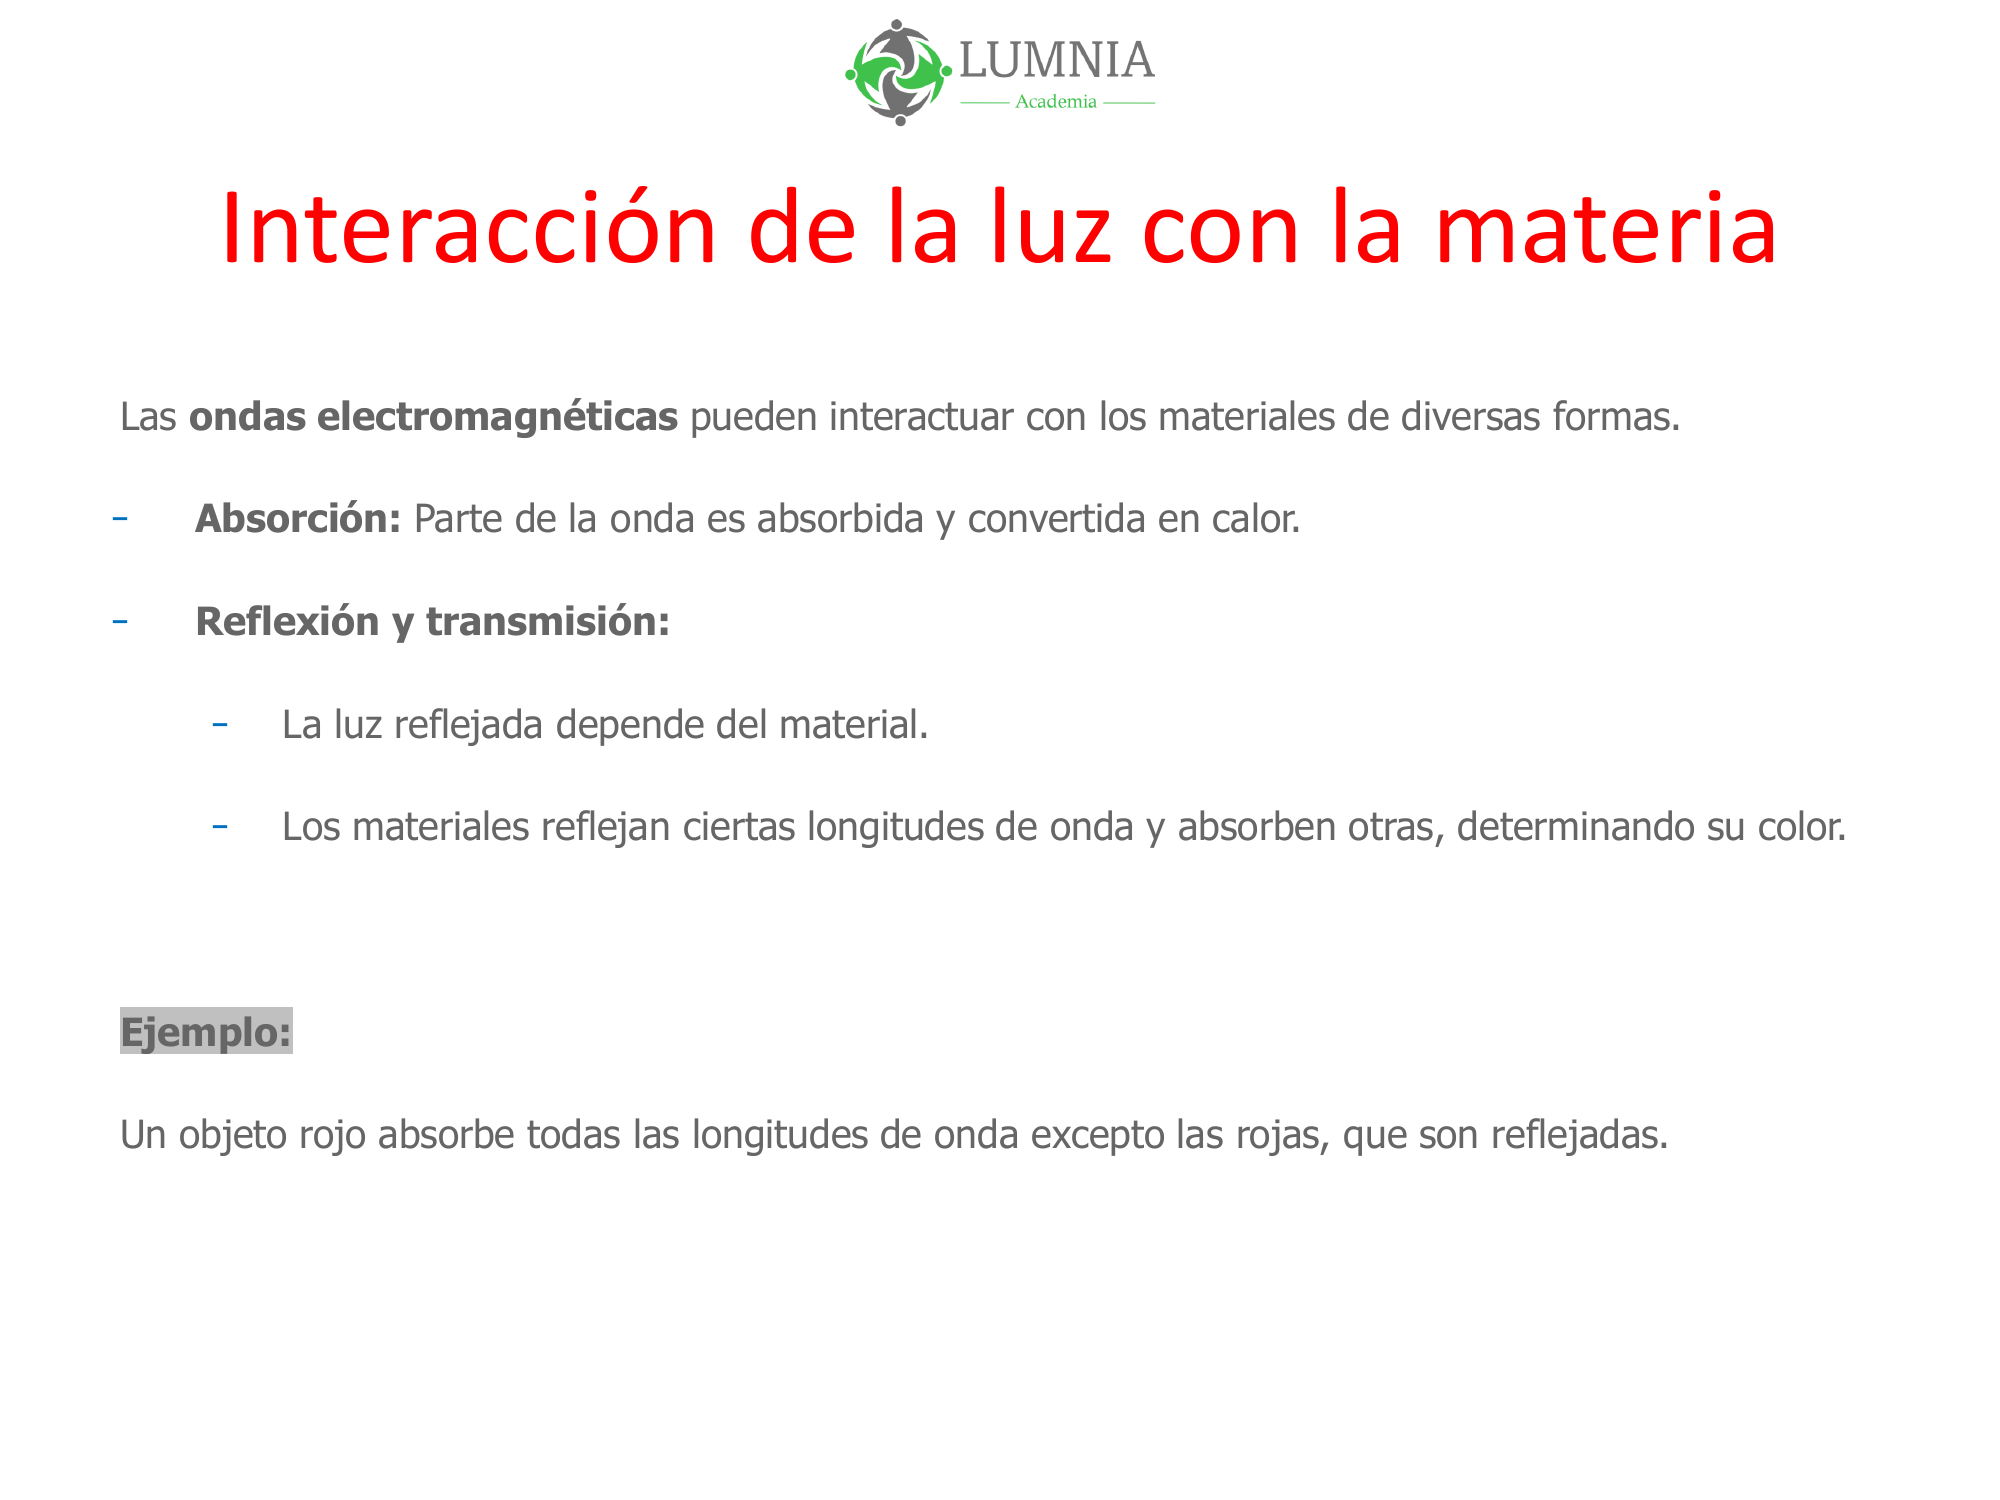 LUMNIA
Academia
Interacción de la luz con la materia
Las ondas electromagnéticas pueden interactuar con los materiales de diversas formas.
- Absorción: Parte de la onda es absorbida y convertida en calor.
- Reflexión y transmisión:
- La luz reflejada depende del material.
- Los materiales reflejan ciertas longitudes de onda y absorben otras, determinando su color.
Ejemplo:
Un objeto rojo absorbe todas las longitudes de onda excepto las rojas, que son reflejadas.